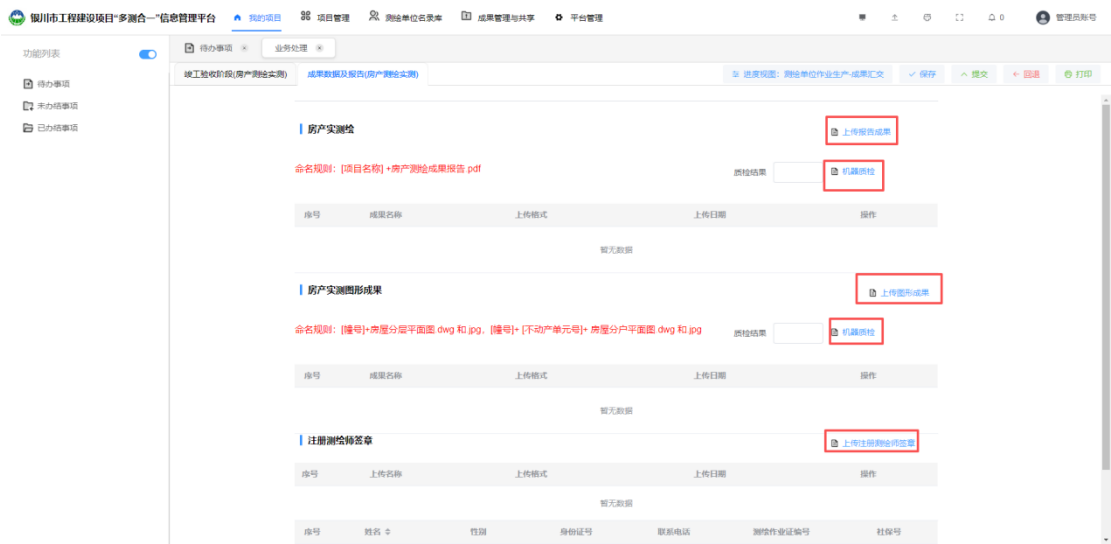 银川市工程建设项目“多测合一”信息管理平台 我的项目 项目管理 测绘单位名录库 成果管理与共享 平台管理 0 管理员账号
功能列表 待办事项 业务处理
竣工验收阶段(房产测绘实测) 成果数据及报告(房产测绘实测) 进度视图：测绘单位作业生产-成果汇交 保存 提交 回退 打印
待办事项
未办结事项
已办结事项
房产实测绘 上传报告成果
命名规则：[项目名称] +房产测绘成果报告.pdf 质检结果 机器质检
序号 成果名称 上传格式 上传日期 操作
暂无数据
房产实测图形成果 上传图形成果
命名规则：[幢号]+房屋分层平面图.dwg 和.jpg、[幢号]+ [不动产单元号]+ 房屋分户平面图.dwg 和.jpg 质检结果 机器质检
序号 成果名称 上传格式 上传日期 操作
暂无数据
注册测绘师签章 上传注册测绘师签章
序号 上传名称 上传格式 上传日期 操作
暂无数据
序号 姓名 性别 身份证号 联系电话 测绘作业证编号 社保号